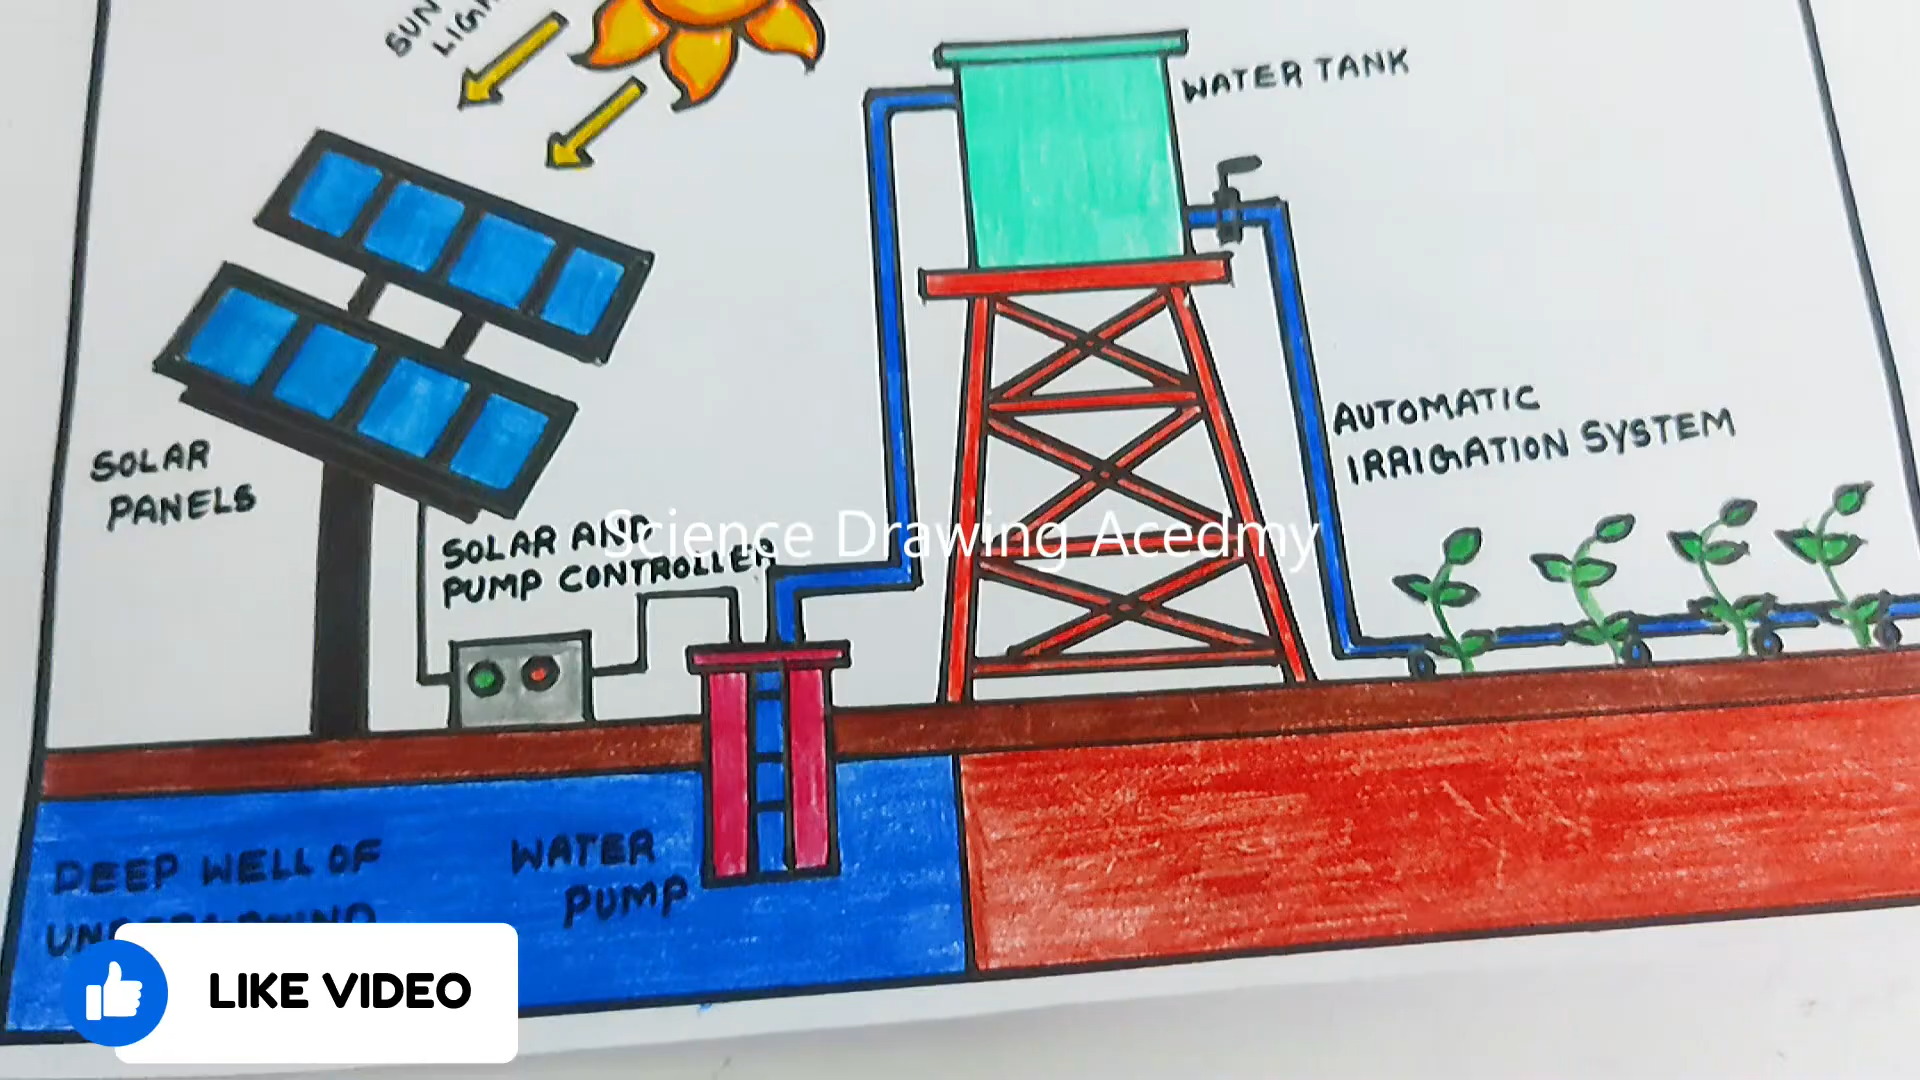 SUN
LIGH
WATER TANK
AUTOMATIC
IRRIGATION SYSTEM
SOLAR
PANELS
SOLAR AND
PUMP CONTROLLER
Science Drawing Acedmy
DEEP WELL OF
WATER
PUMP
LIKE VIDEO